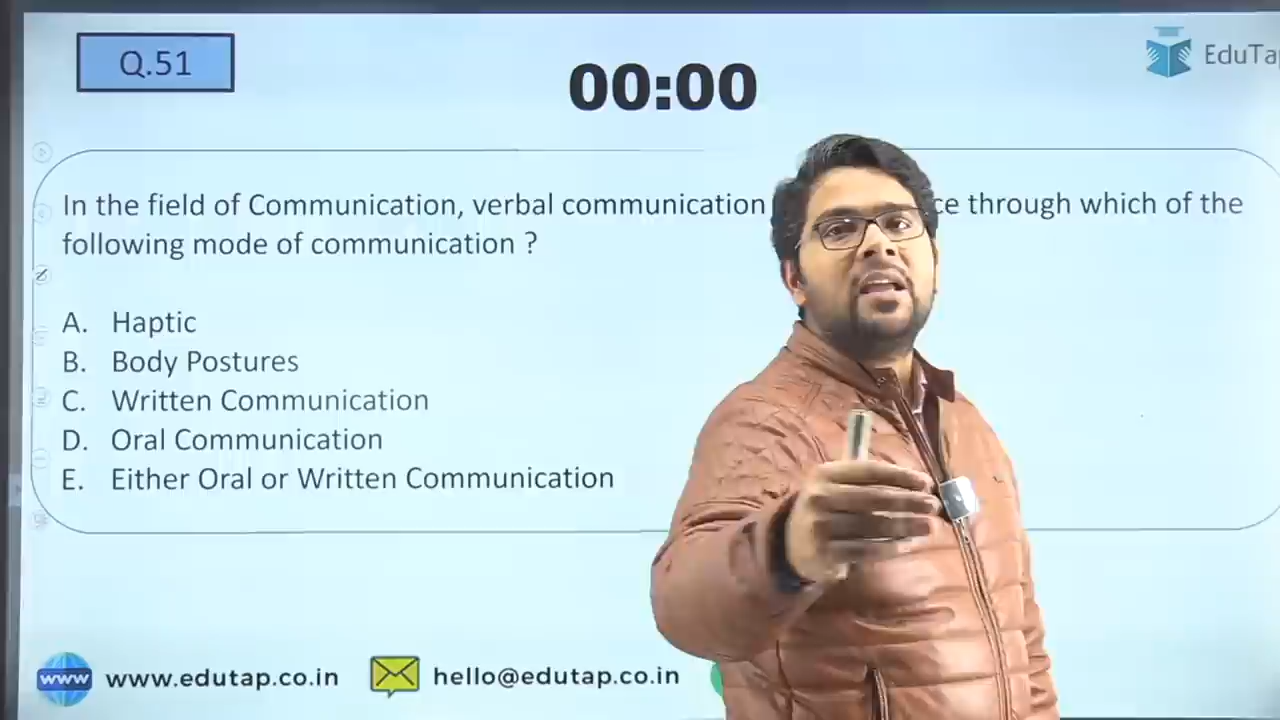 Q.51
00:00
EduTap
In the field of Communication, verbal communication ce through which of the
following mode of communication ?
A. Haptic
B. Body Postures
C. Written Communication
D. Oral Communication
E. Either Oral or Written Communication
www
www.edutap.co.in
hello@edutap.co.in